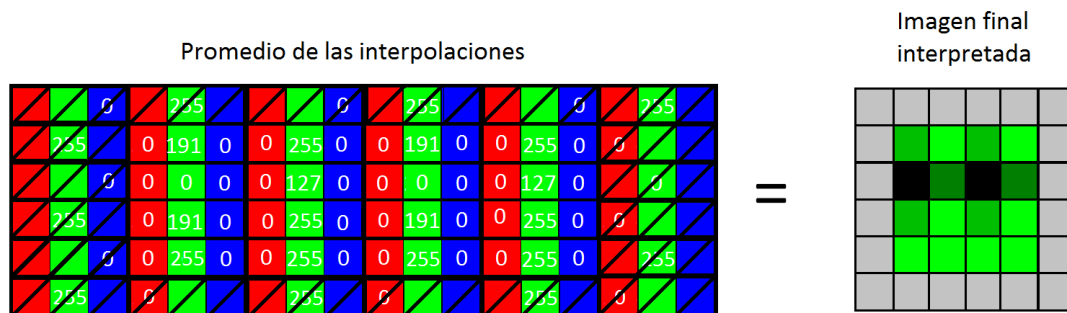 Promedio de las interpolaciones
Imagen final
interpretada
0 255 0 255 0 255
255 0 191 0 0 255 0 0 191 0 0 255 0 0
0 0 0 0 0 127 0 0 0 0 0 127 0 0
=
255 0 191 0 0 255 0 0 191 0 0 255 0 0
0 0 255 0 0 255 0 0 255 0 0 255 0 255
255 0 255 0 255 0